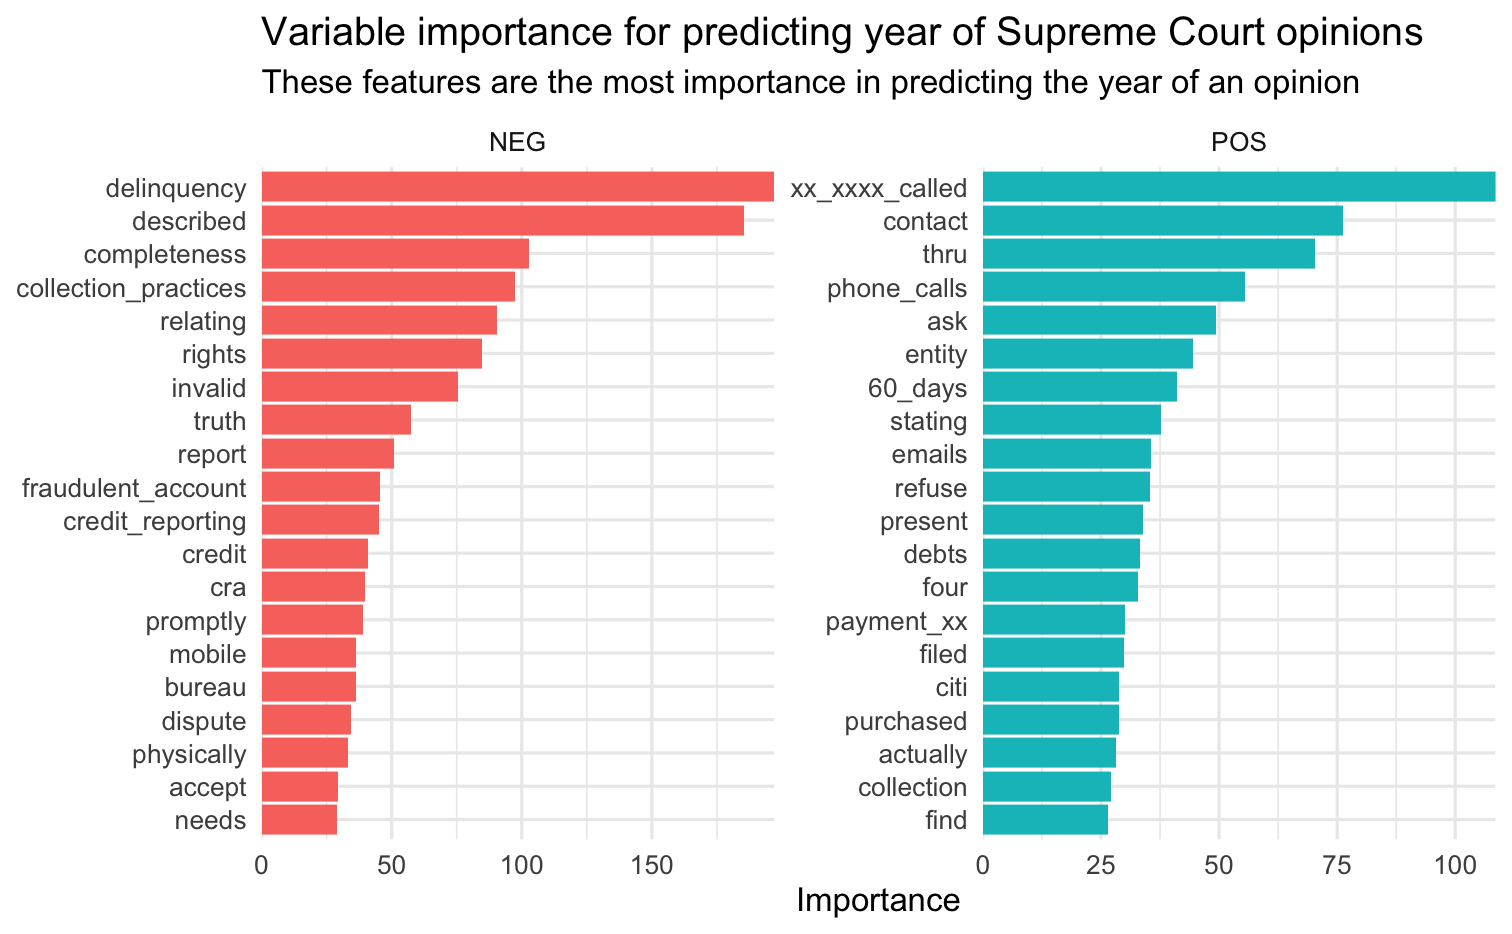 Variable importance for predicting year of Supreme Court opinions
These features are the most importance in predicting the year of an opinion
NEG
delinquency
described
completeness
collection_practices
relating
rights
invalid
truth
report
fraudulent_account
credit_reporting
credit
cra
promptly
mobile
bureau
dispute
physically
accept
needs
0 50 100 150
POS
xx_xxxx_called
contact
thru
phone_calls
ask
entity
60_days
stating
emails
refuse
present
debts
four
payment_xx
filed
citi
purchased
actually
collection
find
0 25 50 75 100
Importance